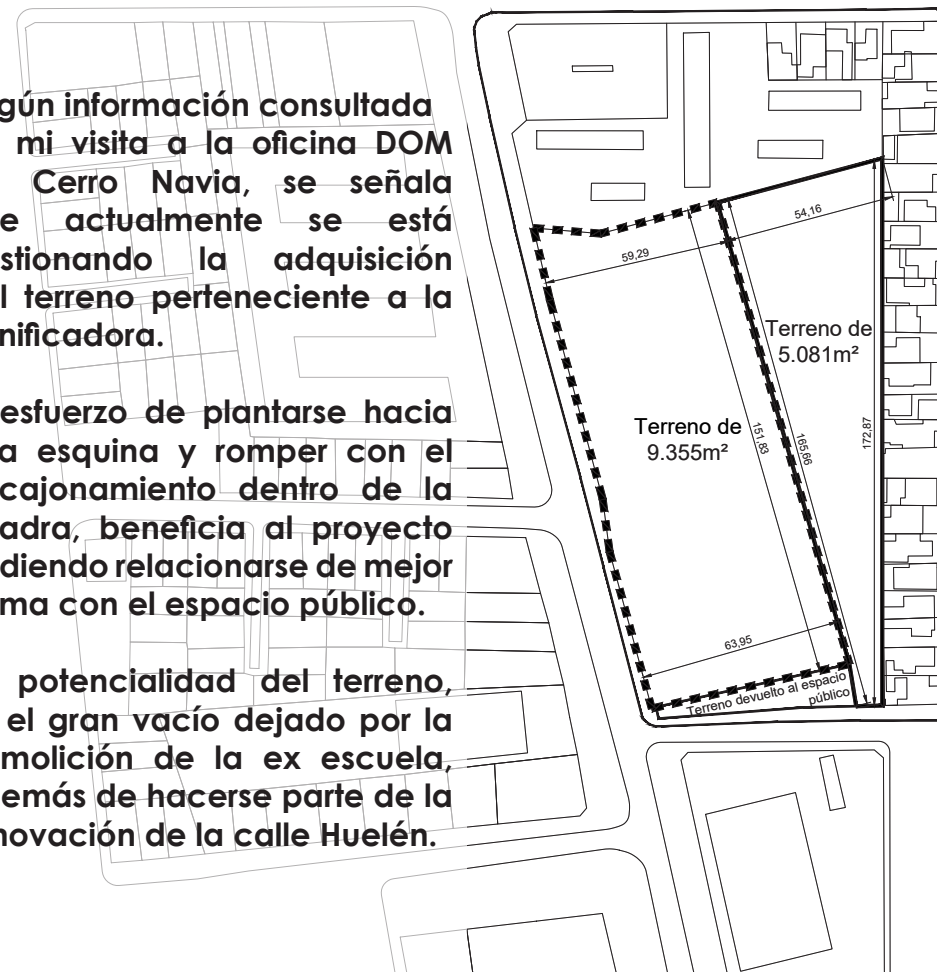 gún información consultada
mi visita a la oficina DOM
Cerro Navia, se señala
e actualmente se está
stionando la adquisición
l terreno perteneciente a la
nificadora.
esfuerzo de plantarse hacia
a esquina y romper con el
cajonamiento dentro de la
adra, beneficia al proyecto
diendo relacionarse de mejor
ma con el espacio público.
potencialidad del terreno,
el gran vacío dejado por la
molición de la ex escuela,
emás de hacerse parte de la
novación de la calle Huelén.
54,16
59,29
Terreno de
5.081m²
Terreno de
9.355m²
151,83
165,66
172,87
63,95
Terreno devuelto al espacio
público